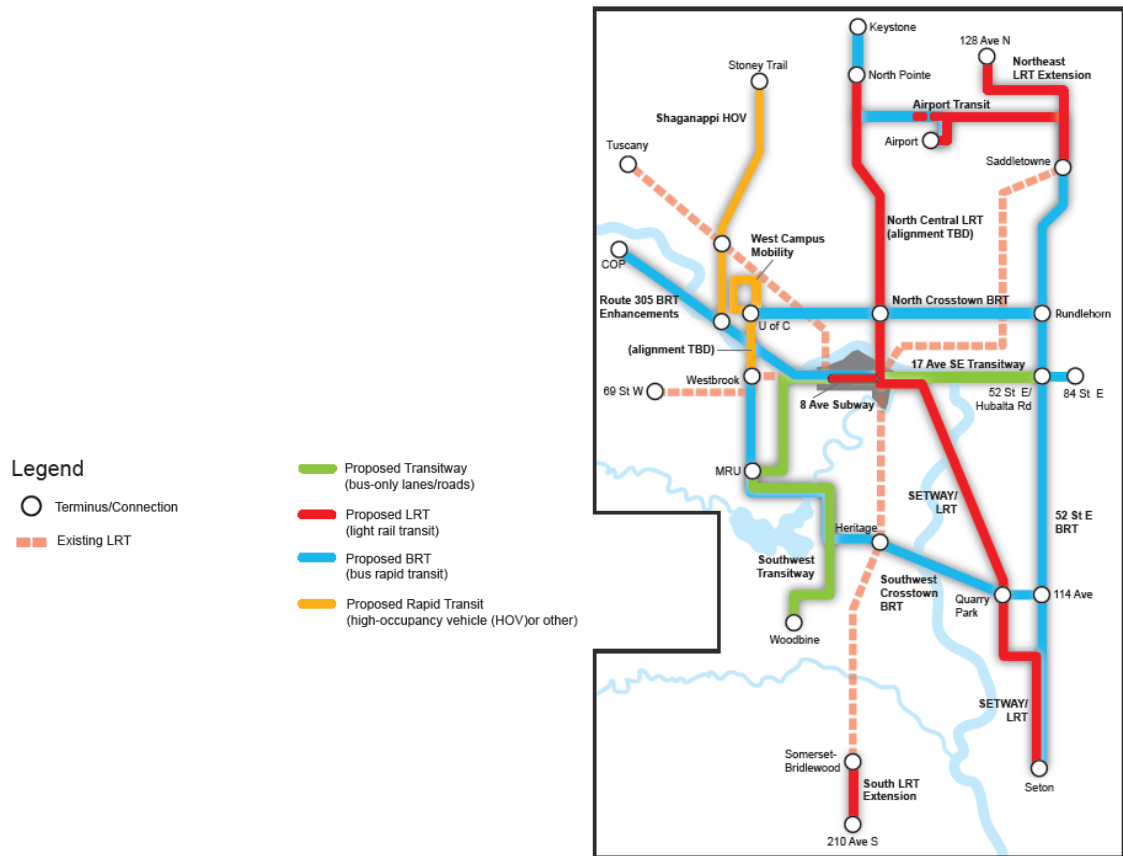 Keystone
128 Ave N
Northeast
LRT Extension
Stoney Trail
North Pointe
Shaganappi HOV
Airport Transit
Tuscany
Airport
Saddletowne
North Central LRT
(alignment TBD)
West Campus
Mobility
COP
Route 305 BRT
Enhancements
North Crosstown BRT
U of C
Rundlehorn
(alignment TBD)
17 Ave SE Transitway
Westbrook
69 St W
8 Ave Subway
52 St E/
Hubalta Rd
84 St E
Legend
Terminus/Connection
Existing LRT
Proposed Transitway
(bus-only lanes/roads)
Proposed LRT
(light rail transit)
Proposed BRT
(bus rapid transit)
Proposed Rapid Transit
(high-occupancy vehicle (HOV)or other)
MRU
SETWAY/
LRT
Heritage
52 St E
BRT
Southwest
Transitway
Southwest
Crosstown
BRT
Quarry
Park
114 Ave
Woodbine
SETWAY/
LRT
Somerset-
Bridlewood
South LRT
Extension
Seton
210 Ave S